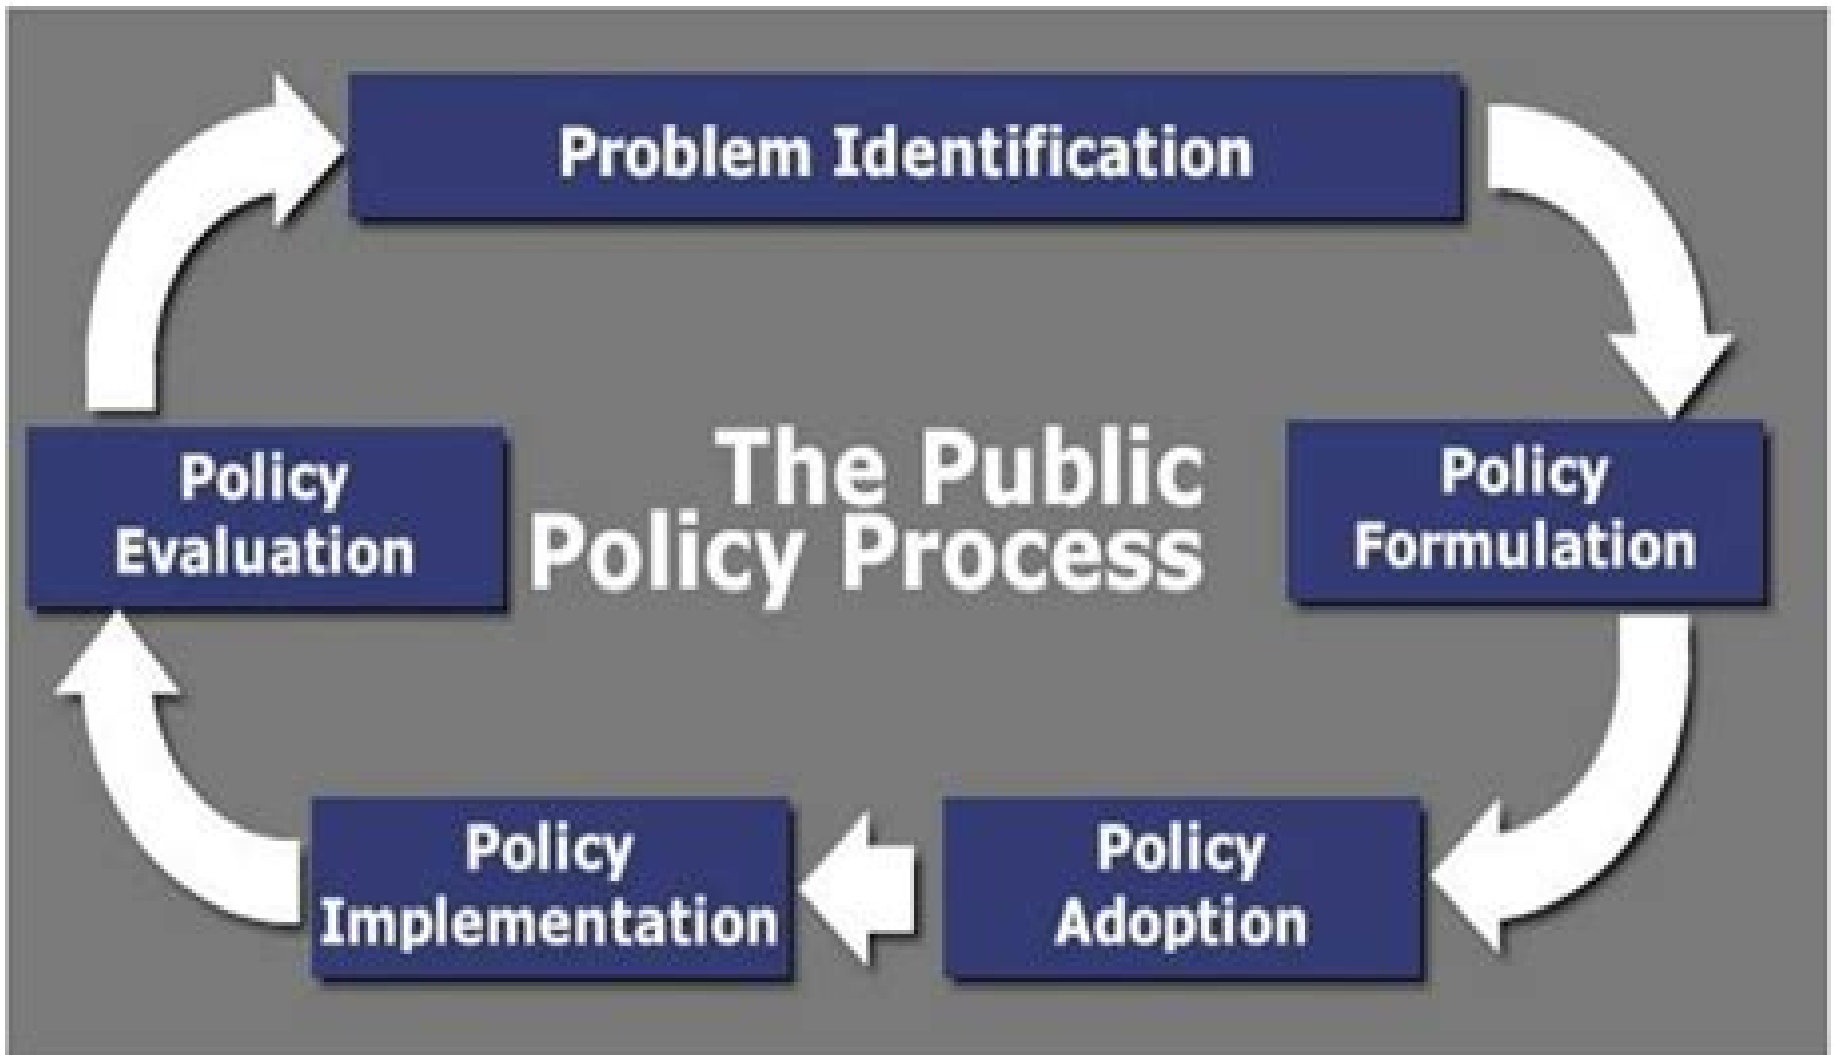 Problem Identification
The Public
Policy Process
Policy
Formulation
Policy
Adoption
Policy
Implementation
Policy
Evaluation